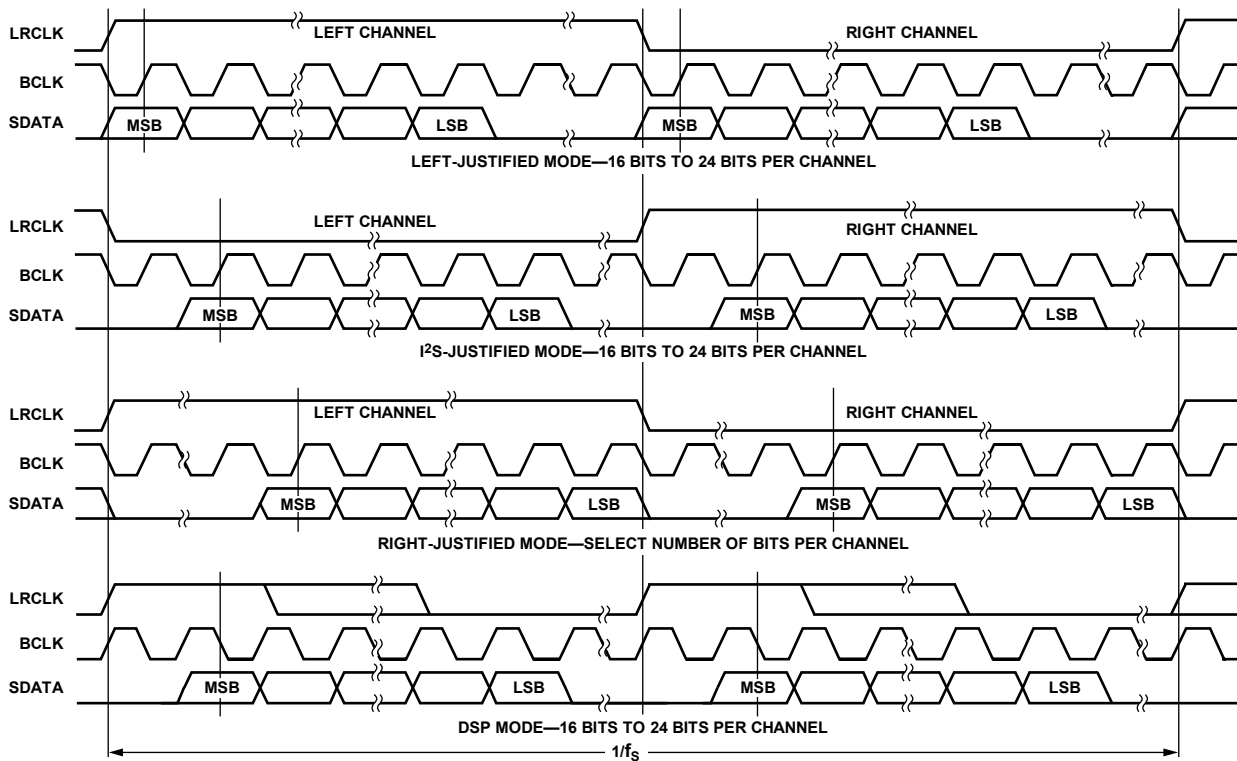 LRCLK LEFT CHANNEL RIGHT CHANNEL
BCLK
SDATA MSB LSB MSB LSB
LEFT-JUSTIFIED MODE—16 BITS TO 24 BITS PER CHANNEL
LRCLK LEFT CHANNEL RIGHT CHANNEL
BCLK
SDATA MSB LSB MSB LSB
I²S-JUSTIFIED MODE—16 BITS TO 24 BITS PER CHANNEL
LRCLK LEFT CHANNEL RIGHT CHANNEL
BCLK
SDATA MSB LSB MSB LSB
RIGHT-JUSTIFIED MODE—SELECT NUMBER OF BITS PER CHANNEL
LRCLK
BCLK
SDATA MSB LSB MSB LSB
DSP MODE—16 BITS TO 24 BITS PER CHANNEL
1/fS